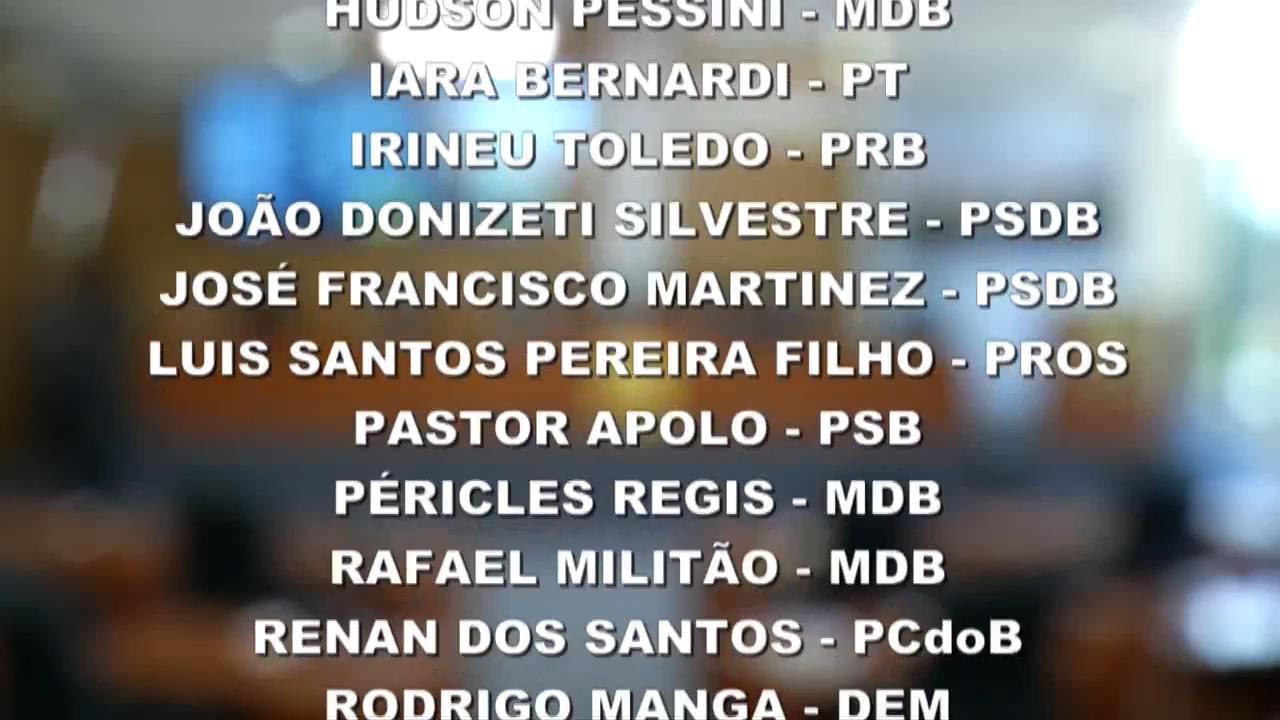 HUDSON PESSINI - MDB
IARA BERNARDI - PT
IRINEU TOLEDO - PRB
JOÃO DONIZETI SILVESTRE - PSDB
JOSÉ FRANCISCO MARTINEZ - PSDB
LUIS SANTOS PEREIRA FILHO - PROS
PASTOR APOLO - PSB
PÉRICLES REGIS - MDB
RAFAEL MILITÃO - MDB
RENAN DOS SANTOS - PCdoB
RODRIGO MANGA - DEM